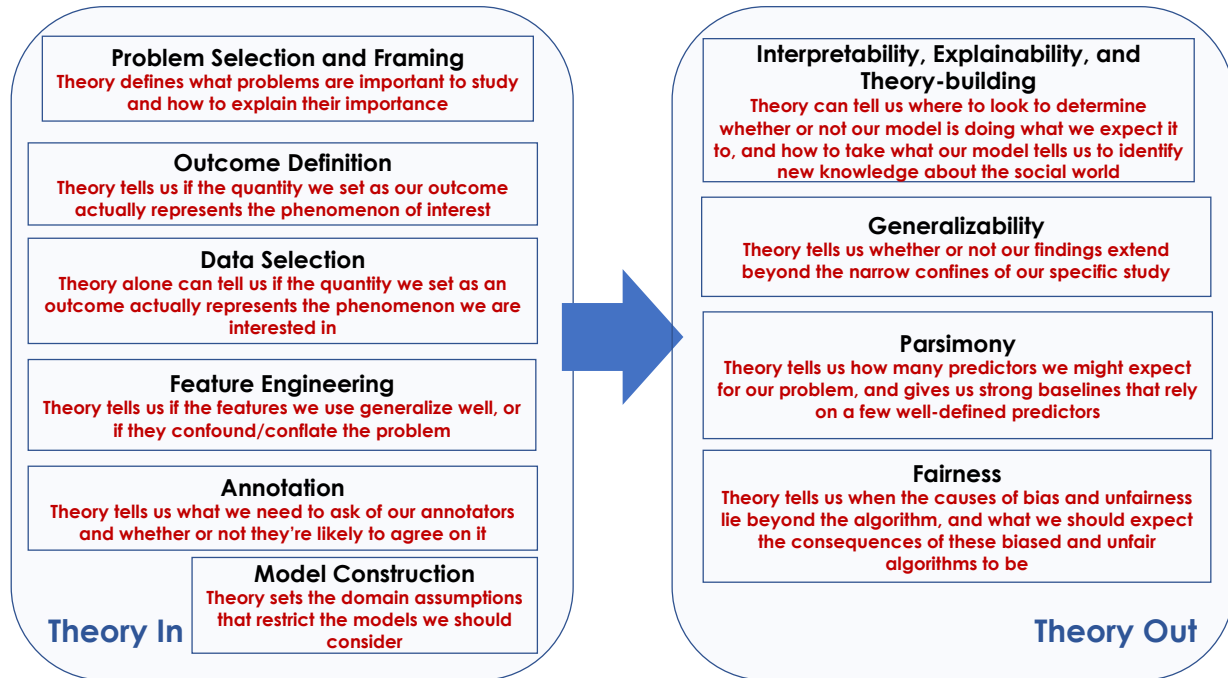 Problem Selection and Framing
Theory defines what problems are important to study
and how to explain their importance
Outcome Definition
Theory tells us if the quantity we set as our outcome
actually represents the phenomenon of interest
Data Selection
Theory alone can tell us if the quantity we set as an
outcome actually represents the phenomenon we are
interested in
Feature Engineering
Theory tells us if the features we use generalize well, or
if they confound/conflate the problem
Annotation
Theory tells us what we need to ask of our annotators
and whether or not they're likely to agree on it
Model Construction
Theory sets the domain assumptions
that restrict the models we should
consider
Theory In
Interpretability, Explainability, and
Theory-building
Theory can tell us where to look to determine
whether or not our model is doing what we expect it
to, and how to take what our model tells us to identify
new knowledge about the social world
Generalizability
Theory tells us whether or not our findings extend
beyond the narrow confines of our specific study
Parsimony
Theory tells us how many predictors we might expect
for our problem, and gives us strong baselines that rely
on a few well-defined predictors
Fairness
Theory tells us when the causes of bias and unfairness
lie beyond the algorithm, and what we should expect
the consequences of these biased and unfair
algorithms to be
Theory Out